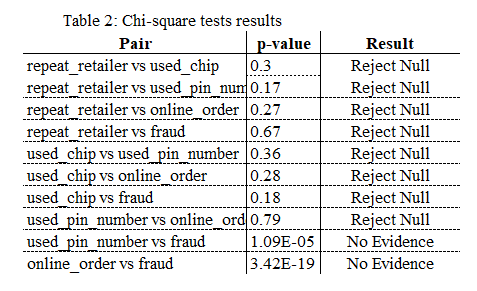 Table 2: Chi-square tests results
Pair p-value Result
repeat_retailer vs used_chip 0.3 Reject Null
repeat_retailer vs used_pin_num 0.17 Reject Null
repeat_retailer vs online_order 0.27 Reject Null
repeat_retailer vs fraud 0.67 Reject Null
used_chip vs used_pin_number 0.36 Reject Null
used_chip vs online_order 0.28 Reject Null
used_chip vs fraud 0.18 Reject Null
used_pin_number vs online_ord 0.79 Reject Null
used_pin_number vs fraud 1.09E-05 No Evidence
online_order vs fraud 3.42E-19 No Evidence